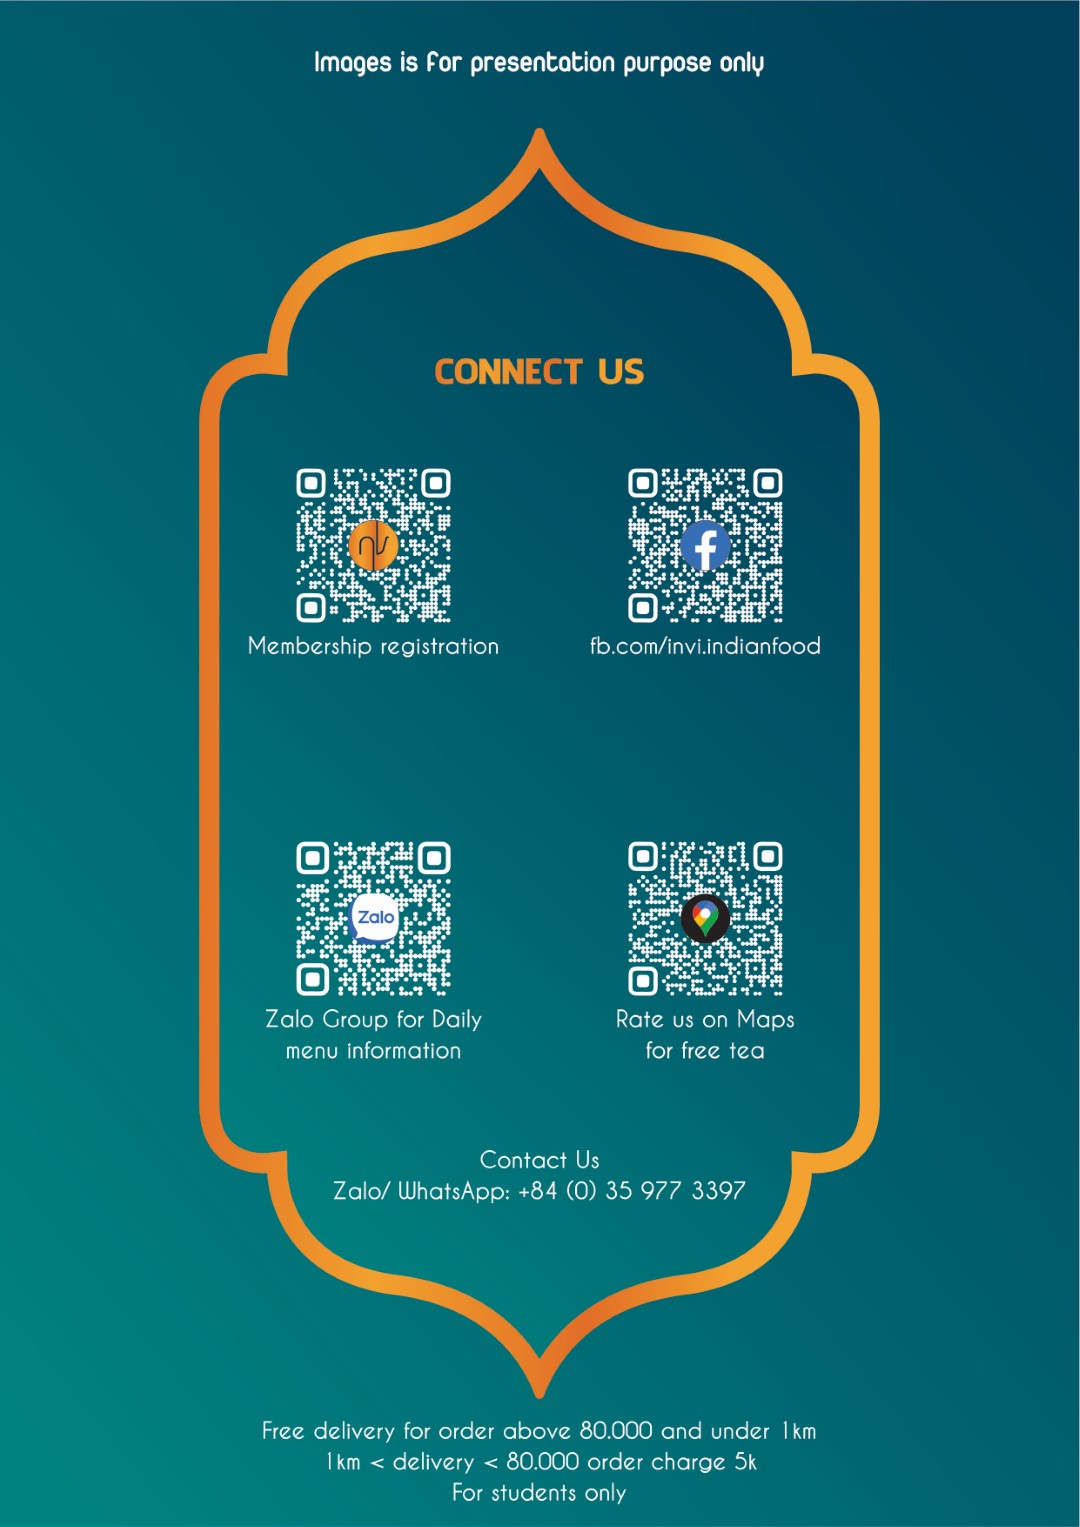 Images is for presentation purpose only
CONNECT US
Membership registration
fb.com/invi.indianfood
Zalo
Zalo Group for Daily
menu information
Rate us on Maps
for free tea
Contact Us
Zalo/ WhatsApp: +84 (0) 35 977 3397
Free delivery for order above 80.000 and under 1km
1km < delivery < 80.000 order charge 5k
For students only